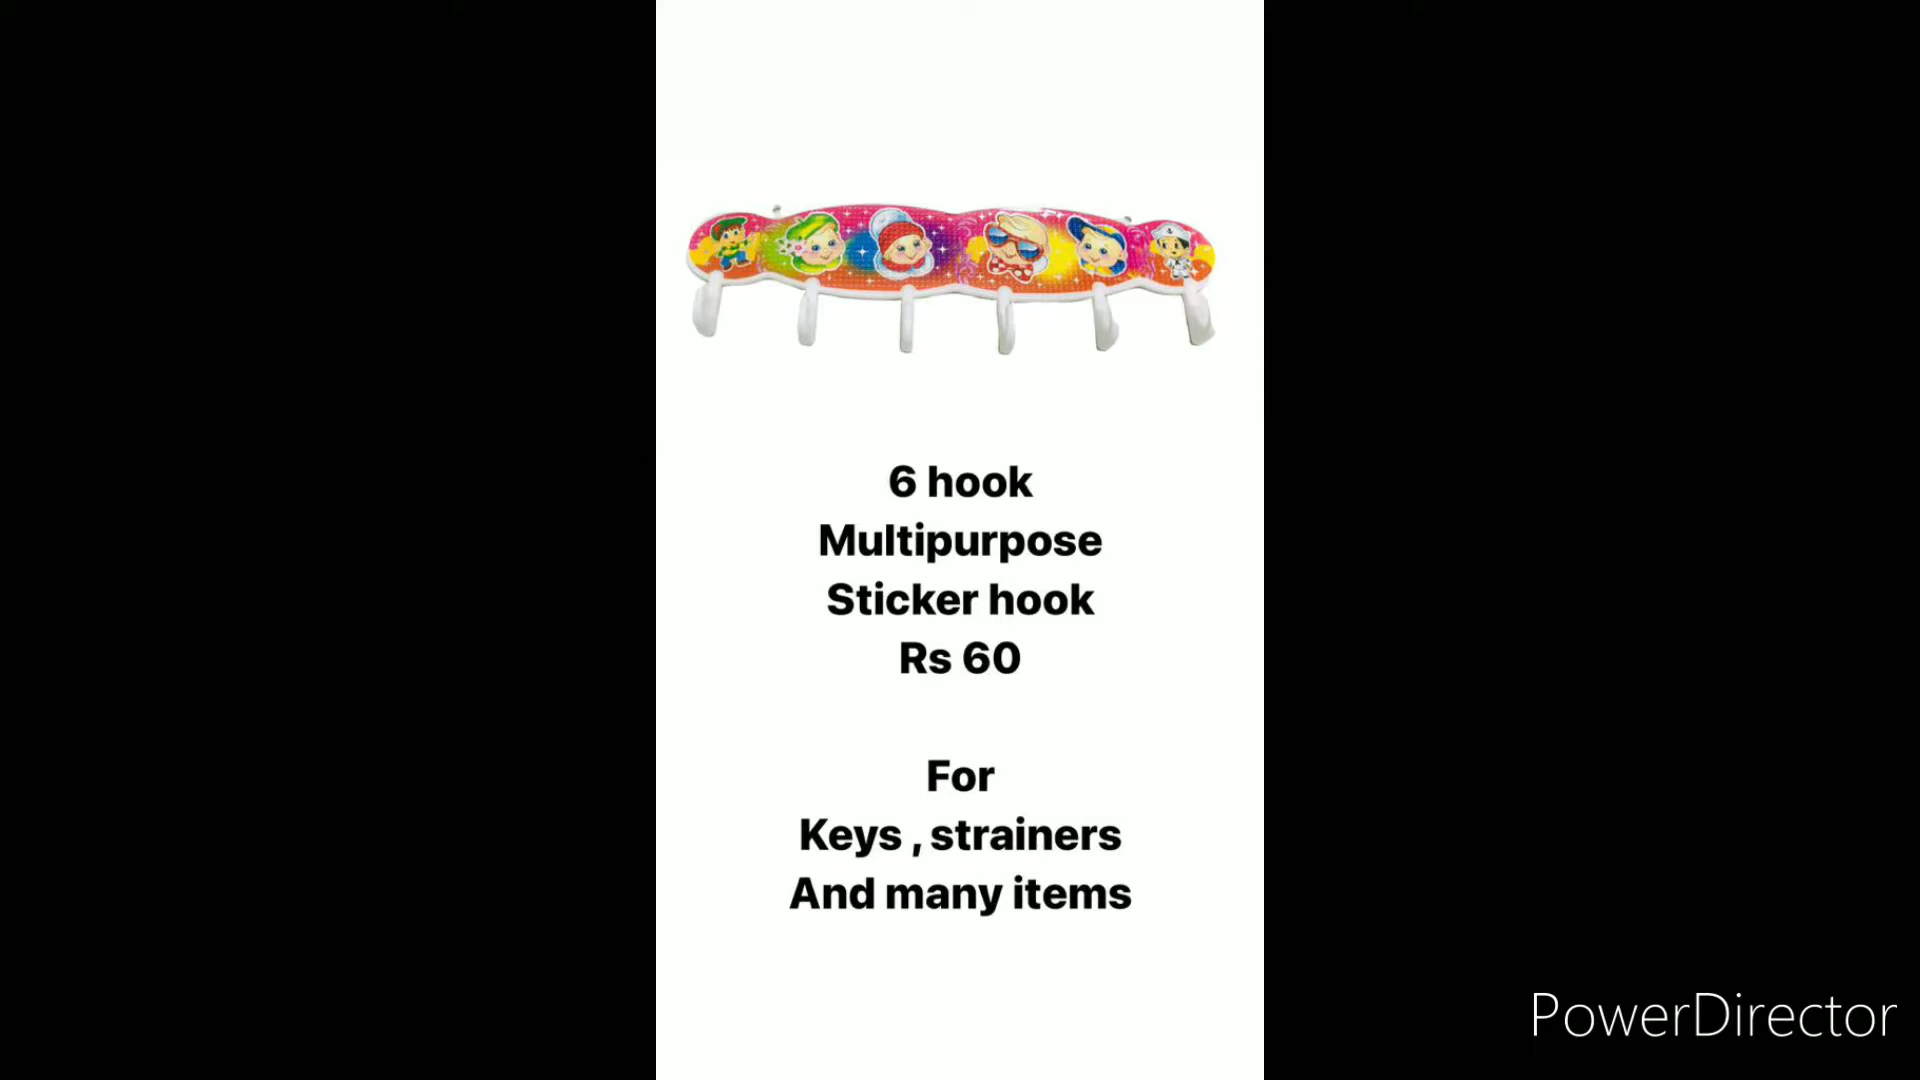 6 hook
Multipurpose
Sticker hook
Rs 60
For
Keys , strainers
And many items
PowerDirector